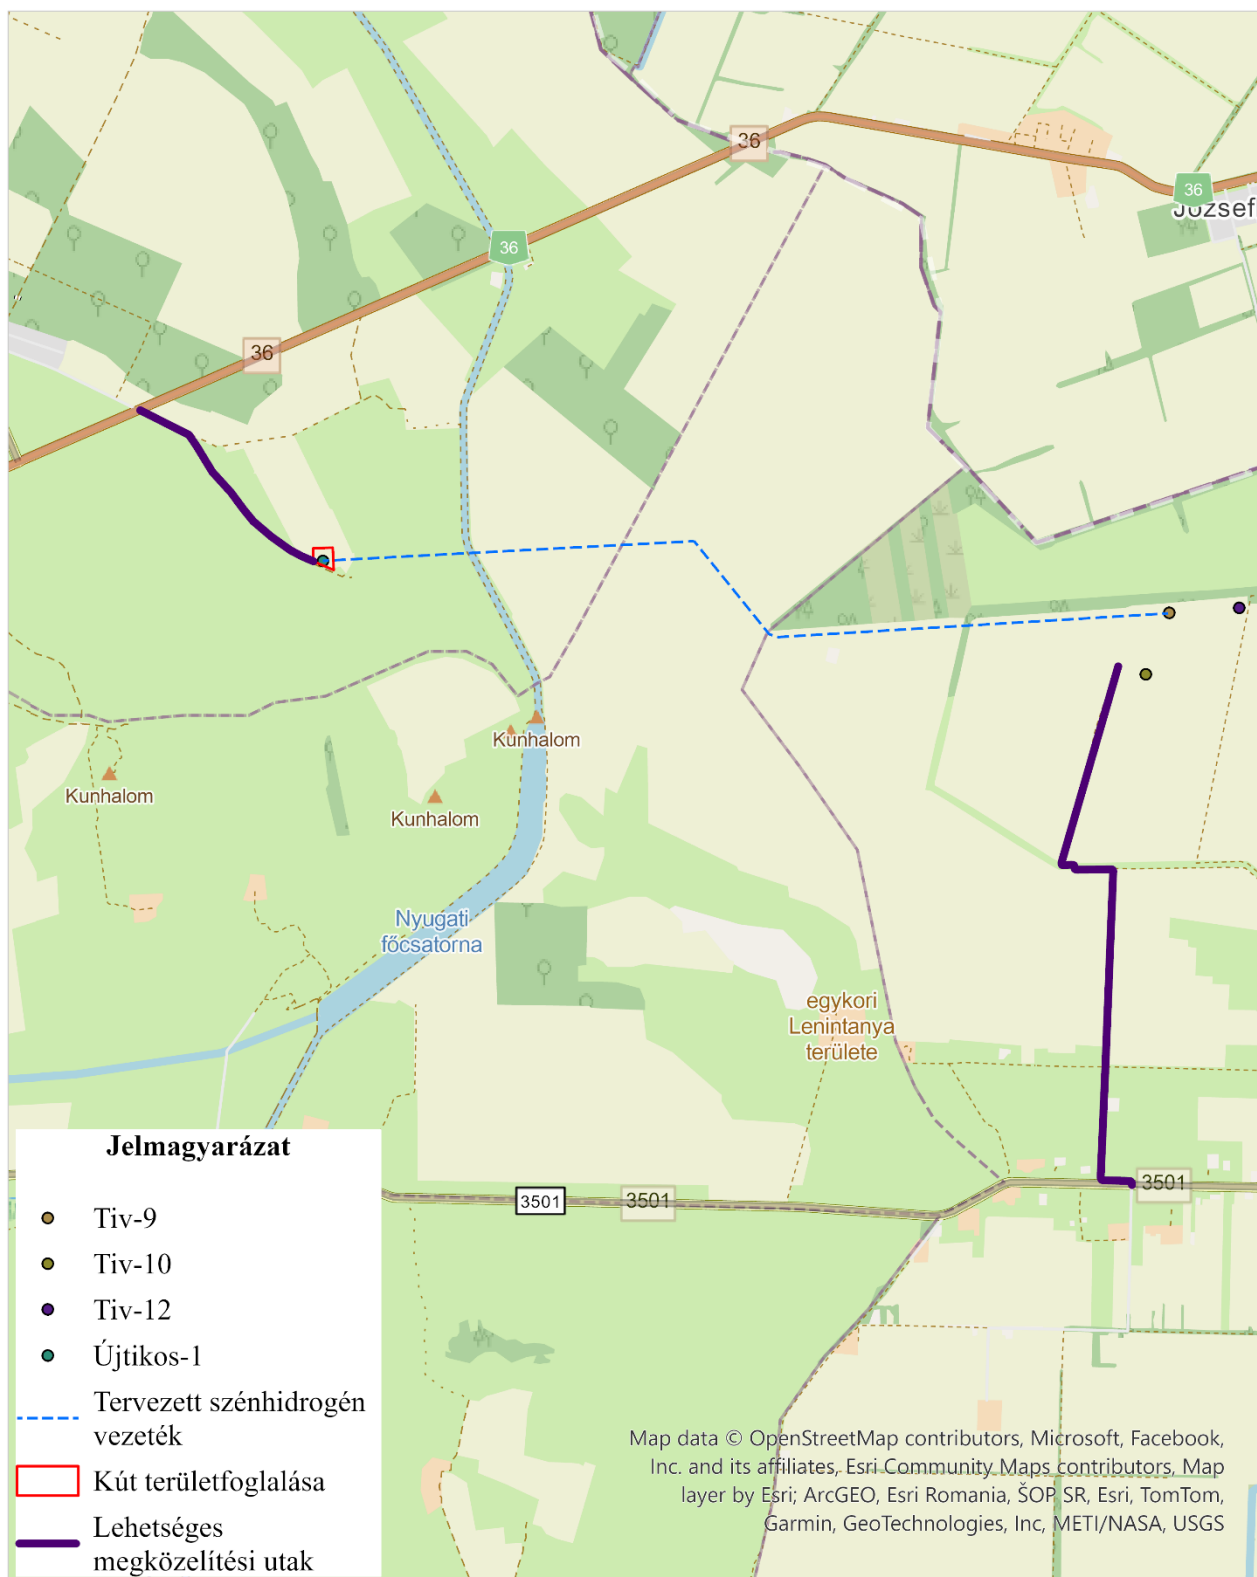 36
36
József
36
36
Kunhalom
Kunhalom
Kunhalom
Nyugati
főcsatorna
egykori
Lenintanya
területe
3501
3501
3501
Jelmagyarázat
Tiv-9
Tiv-10
Tiv-12
Újtikos-1
Tervezett szénhidrogén
vezeték
Kút területfoglalása
Lehetséges
megközelítési utak
Map data © OpenStreetMap contributors, Microsoft, Facebook,
Inc. and its affiliates, Esri Community Maps contributors, Map
layer by Esri; ArcGEO, Esri Romania, ŠOP SR, Esri, TomTom,
Garmin, GeoTechnologies, Inc, METI/NASA, USGS